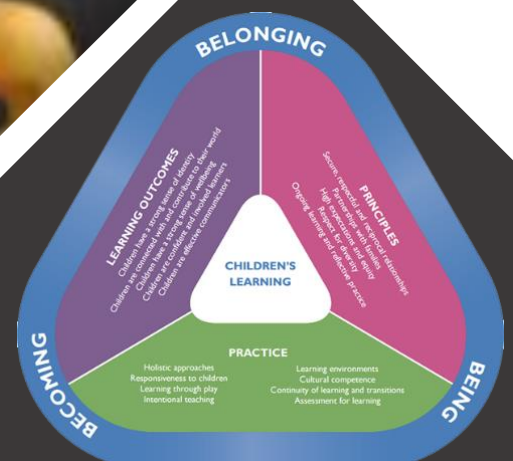 BELONGING
LEARNING OUTCOMES
Children have a strong sense of identity
Children are connected with and contribute to their world
Children have a strong sense of wellbeing
Children are confident and involved learners
Children are effective communicators
PRINCIPLES
Secure, respectful and reciprocal relationships
Partnerships with families
High expectations and equity
Respect for diversity
Ongoing learning and reflective practice
CHILDREN'S
LEARNING
PRACTICE
Holistic approaches
Responsiveness to children
Learning through play
Intentional teaching
Learning environments
Cultural competence
Continuity of learning and transitions
Assessment for learning
BECOMING
BEING